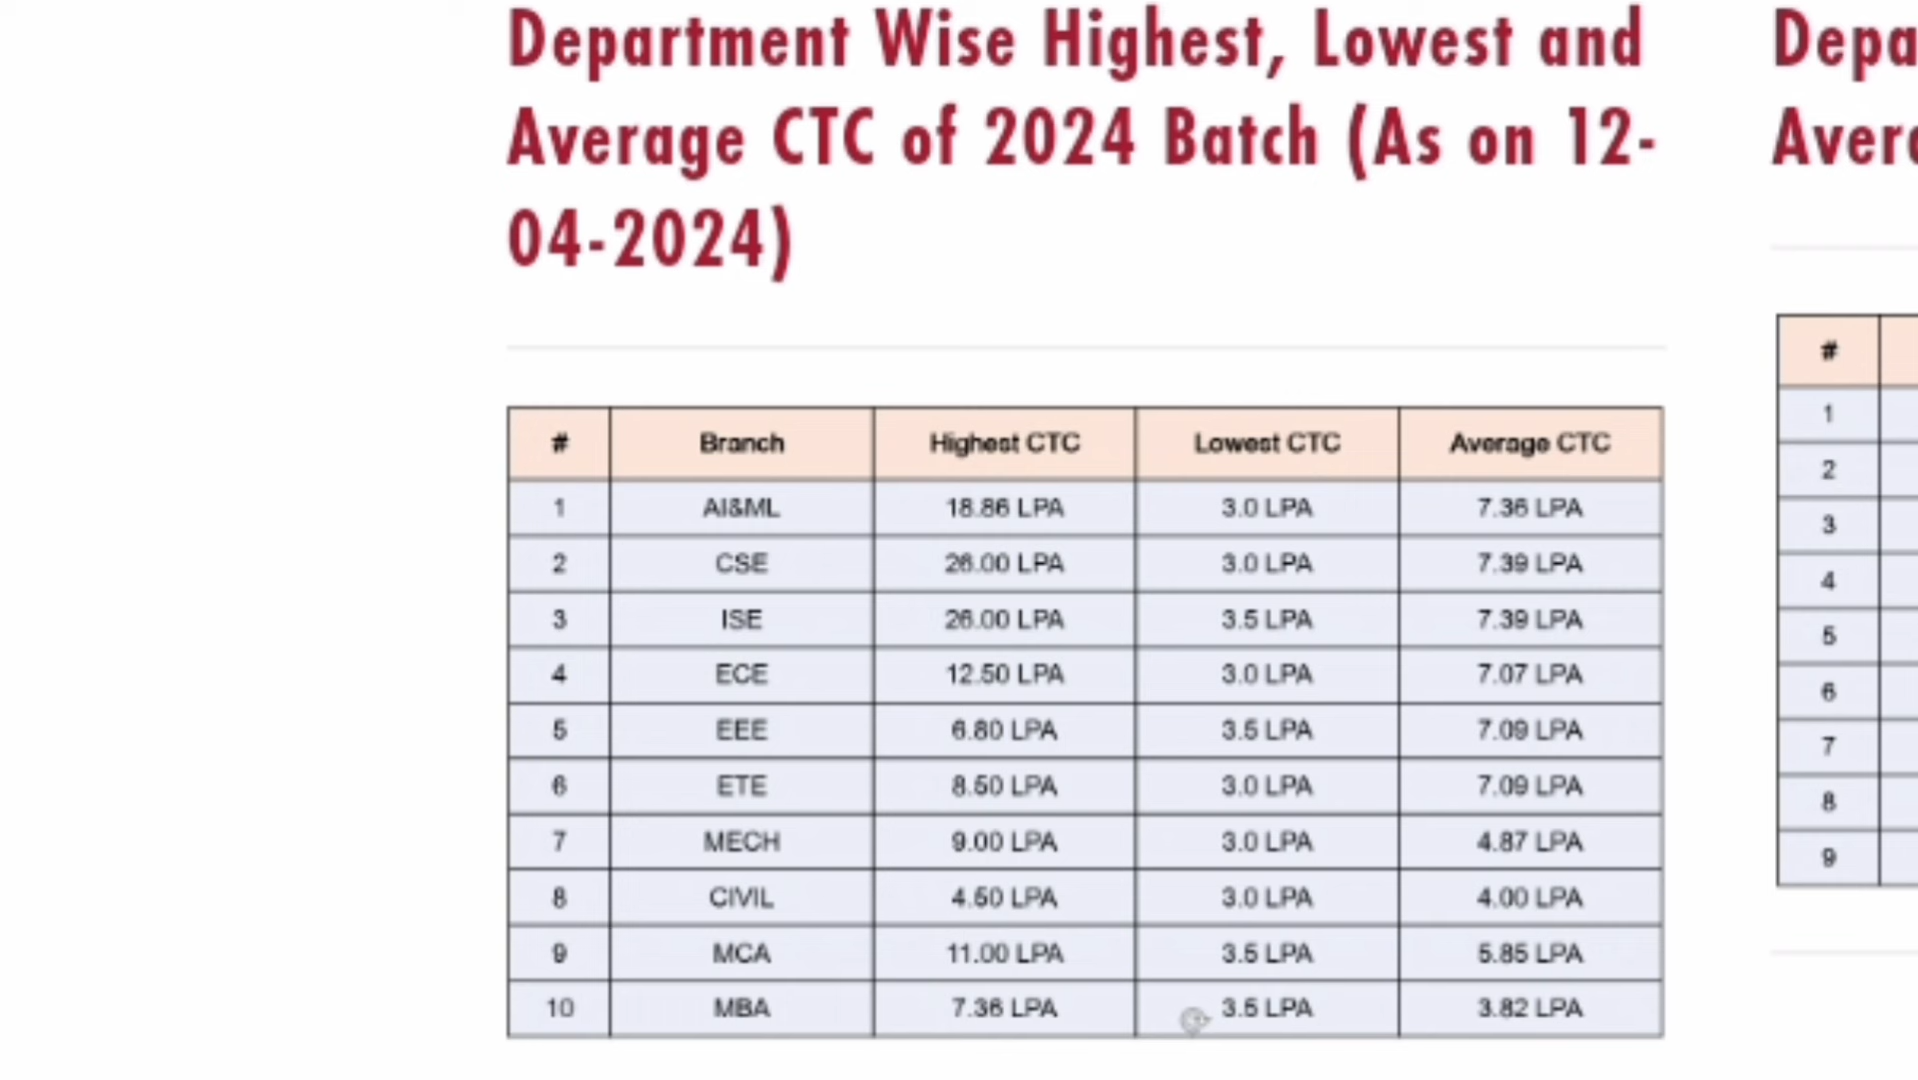 Department Wise Highest, Lowest and
Average CTC of 2024 Batch (As on 12-
04-2024)
# Branch Highest CTC Lowest CTC Average CTC
1 AI&ML 18.86 LPA 3.0 LPA 7.36 LPA
2 CSE 26.00 LPA 3.0 LPA 7.39 LPA
3 ISE 26.00 LPA 3.5 LPA 7.39 LPA
4 ECE 12.50 LPA 3.0 LPA 7.07 LPA
5 EEE 6.80 LPA 3.5 LPA 7.09 LPA
6 ETE 8.50 LPA 3.0 LPA 7.09 LPA
7 MECH 9.00 LPA 3.0 LPA 4.87 LPA
8 CIVIL 4.50 LPA 3.0 LPA 4.00 LPA
9 MCA 11.00 LPA 3.5 LPA 5.85 LPA
10 MBA 7.36 LPA 3.5 LPA 3.82 LPA
Depa
Avera
#
1
2
3
4
5
6
7
8
9